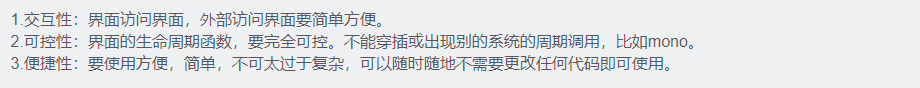 1.交互性：界面访问界面，外部访问界面要简单方便。
2.可控性：界面的生命周期函数，要完全可控。不能穿插或出现别的系统的周期调用，比如mono。
3.便捷性：要使用方便，简单，不可太过于复杂，可以随时随地不需要更改任何代码即可使用。